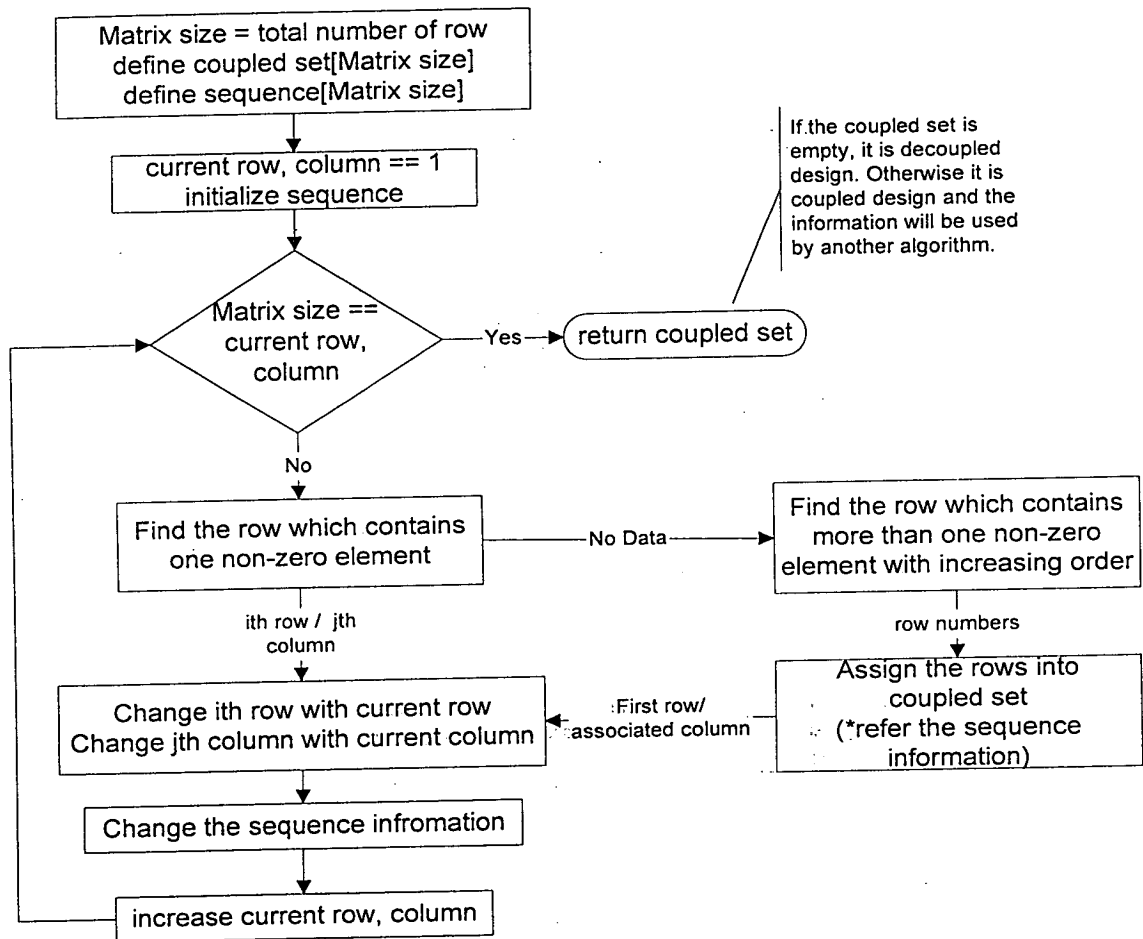 Matrix size = total number of row
define coupled set[Matrix size]
define sequence[Matrix size]
current row, column == 1
initialize sequence
If the coupled set is
empty, it is decoupled
design. Otherwise it is
coupled design and the
information will be used
by another algorithm.
Matrix size ==
current row,
column
Yes
return coupled set
No
Find the row which contains
one non-zero element
No Data
Find the row which contains
more than one non-zero
element with increasing order
ith row / jth
column
row numbers
Assign the rows into
coupled set
(*refer the sequence
information)
First row/
associated column
Change ith row with current row
Change jth column with current column
Change the sequence infromation
increase current row, column